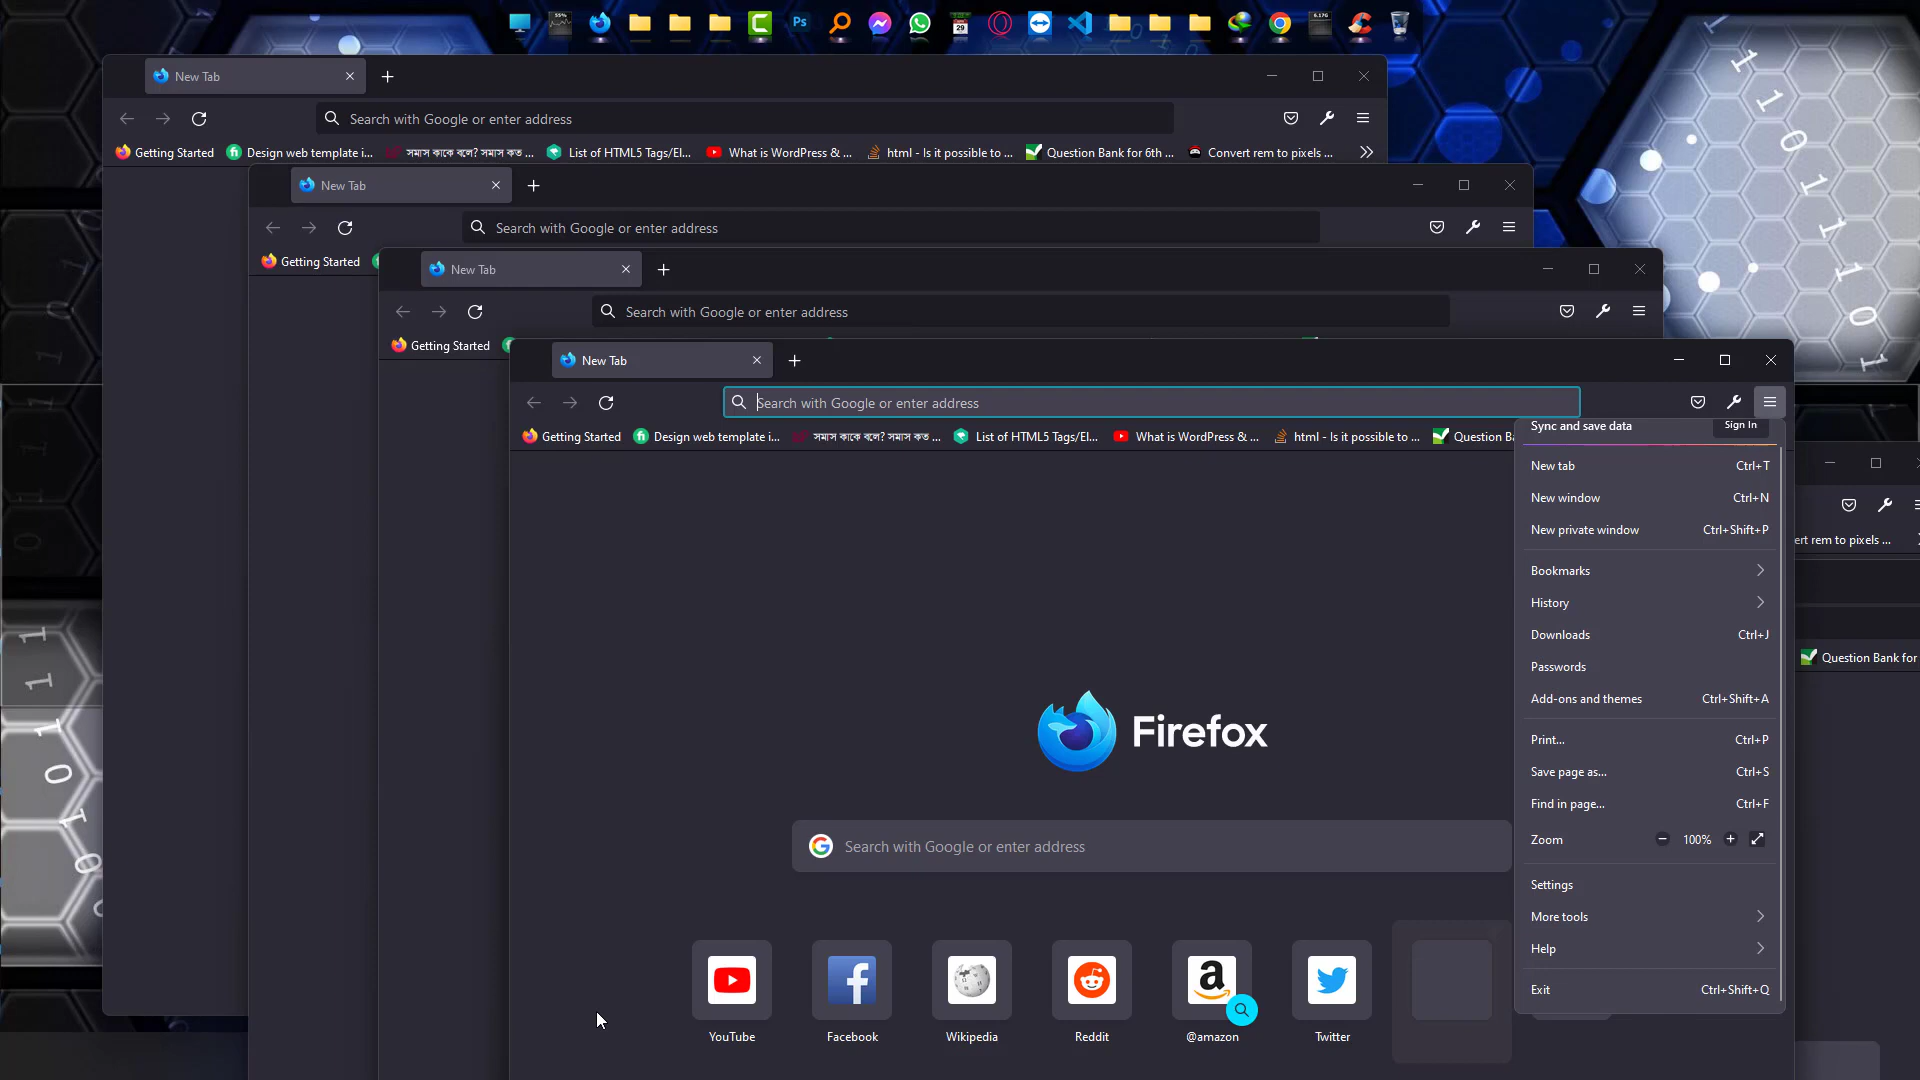 55%
Ps
29
6.17G
New Tab
Search with Google or enter address
Getting Started
Design web template i...
সমাস কাকে বলে? সমাস কত ...
List of HTML5 Tags/El...
What is WordPress & ...
html - Is it possible to ...
Question Bank for 6th ...
Convert rem to pixels ...
New Tab
Search with Google or enter address
Getting Started
New Tab
Search with Google or enter address
Getting Started
New Tab
Search with Google or enter address
Getting Started
Design web template i...
সমাস কাকে বলে? সমাস কত ...
List of HTML5 Tags/El...
What is WordPress & ...
html - Is it possible to ...
Question B
Sync and save data Sign In
New tab Ctrl+T
New window Ctrl+N
New private window Ctrl+Shift+P
Bookmarks
History
Downloads Ctrl+J
Passwords
Add-ons and themes Ctrl+Shift+A
Print... Ctrl+P
Save page as... Ctrl+S
Find in page... Ctrl+F
Zoom 100%
Settings
More tools
Help
Exit Ctrl+Shift+Q
ert rem to pixels ...
Question Bank for
Firefox
Search with Google or enter address
YouTube
Facebook
Wikipedia
Reddit
@amazon
Twitter